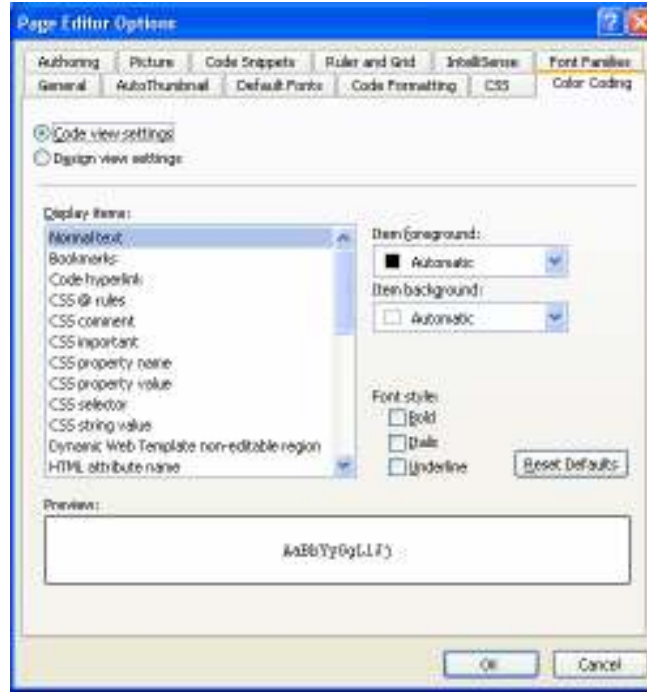 Page Editor Options
Authoring Picture Code Snippets Ruler and Grid IntelliSense Font Families
General AutoThumbnail Default Fonts Code Formatting CSS Color Coding
Code view settings
Design view settings
Display items:
Normal text
Bookmarks
Code hyperlink
CSS @ rules
CSS comment
CSS important
CSS property name
CSS property value
CSS selector
CSS string value
Dynamic Web Template non-editable region
HTML attribute name
Item foreground:
Automatic
Item background:
Automatic
Font style:
Bold
Italic
Underline
Reset Defaults
Preview:
AaBbYyGgLlJj
OK Cancel